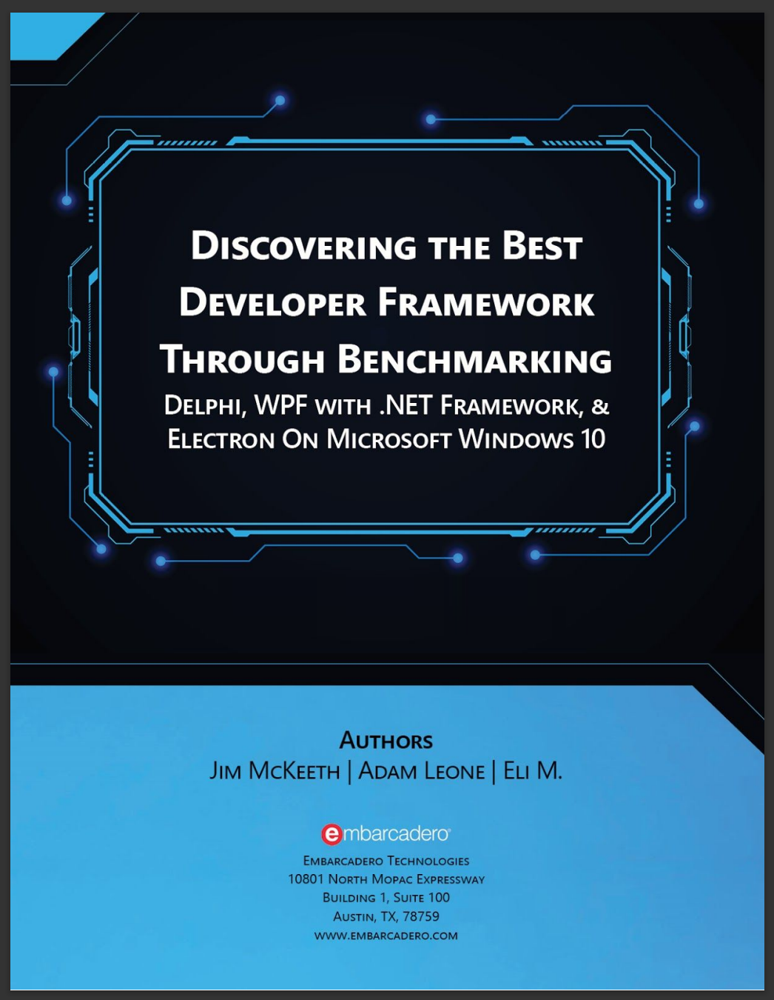 Discovering the Best
Developer Framework
Through Benchmarking
Delphi, WPF with .NET Framework, &
Electron On Microsoft Windows 10
Authors
Jim McKeeth | Adam Leone | Eli M.
embarcadero®
Embarcadero Technologies
10801 North Mopac Expressway
Building 1, Suite 100
Austin, TX, 78759
www.embarcadero.com